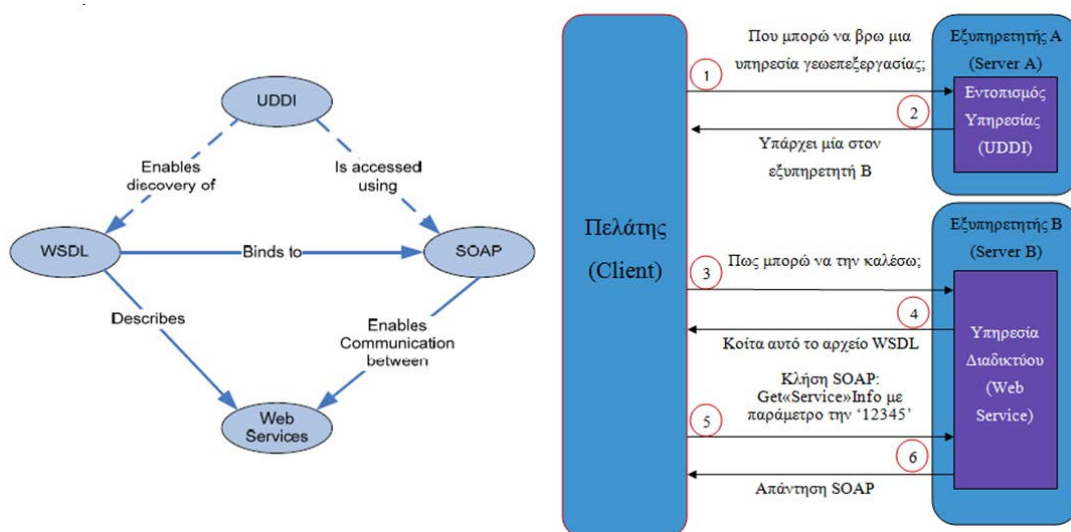 UDDI
Enables
discovery of
Is accessed
using
WSDL
Binds to
SOAP
Describes
Enables
Communication
between
Web
Services
Πελάτης
(Client)
Που μπορώ να βρω μια
υπηρεσία γεωεπεξεργασίας;
1
2
Υπάρχει μία στον
εξυπηρετητή Β
Εξυπηρετητής Α
(Server A)
Εντοπισμός
Υπηρεσίας
(UDDI)
Πως μπορώ να την καλέσω;
3
4
Κοίτα αυτό το αρχείο WSDL
Κλήση SOAP:
Get«Service»Info με
παράμετρο την ‘12345’
5
6
Απάντηση SOAP
Εξυπηρετητής Β
(Server B)
Υπηρεσία
Διαδικτύου
(Web
Service)